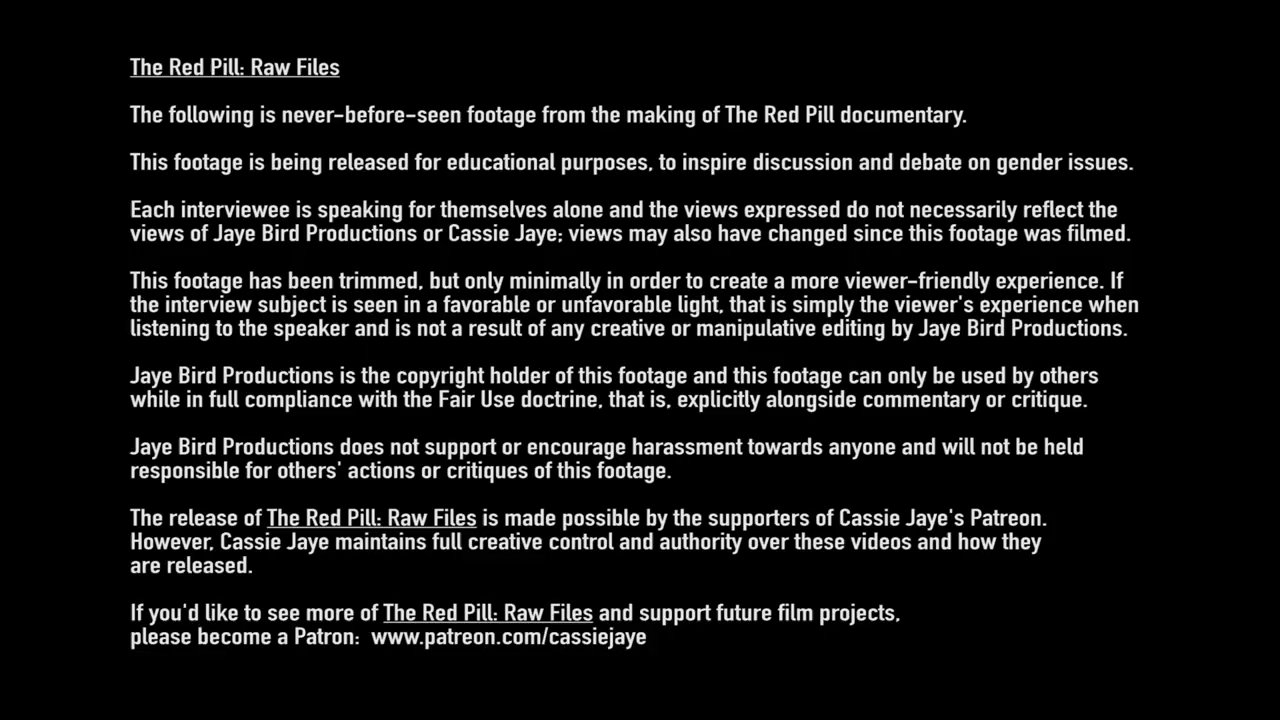 The Red Pill: Raw Files
The following is never-before-seen footage from the making of The Red Pill documentary.
This footage is being released for educational purposes, to inspire discussion and debate on gender issues.
Each interviewee is speaking for themselves alone and the views expressed do not necessarily reflect the
views of Jaye Bird Productions or Cassie Jaye; views may also have changed since this footage was filmed.
This footage has been trimmed, but only minimally in order to create a more viewer-friendly experience. If
the interview subject is seen in a favorable or unfavorable light, that is simply the viewer's experience when
listening to the speaker and is not a result of any creative or manipulative editing by Jaye Bird Productions.
Jaye Bird Productions is the copyright holder of this footage and this footage can only be used by others
while in full compliance with the Fair Use doctrine, that is, explicitly alongside commentary or critique.
Jaye Bird Productions does not support or encourage harassment towards anyone and will not be held
responsible for others' actions or critiques of this footage.
The release of The Red Pill: Raw Files is made possible by the supporters of Cassie Jaye's Patreon.
However, Cassie Jaye maintains full creative control and authority over these videos and how they
are released.
If you'd like to see more of The Red Pill: Raw Files and support future film projects,
please become a Patron: www.patreon.com/cassiejaye